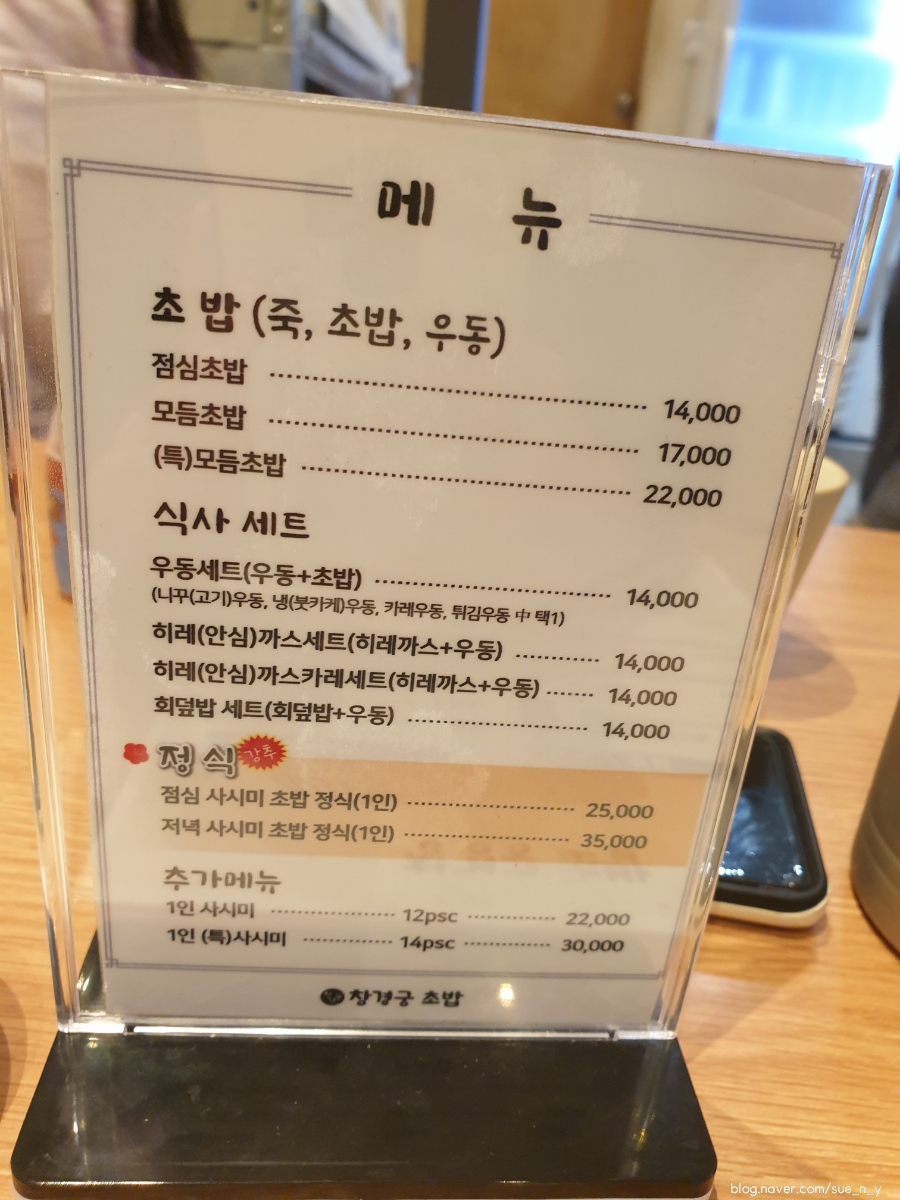 메 뉴
초 밥 (죽, 초밥, 우동)
점심초밥 ........................................ 14,000
모듬초밥 ........................................ 17,000
(특)모듬초밥 ................................... 22,000
식사 세트
우동세트(우동+초밥) ............................ 14,000
(니꾸(고기)우동, 냉(붓카케)우동, 카레우동, 튀김우동 中 택1)
히레(안심)까스세트(히레까스+우동) .......... 14,000
히레(안심)까스카레세트(히레까스+우동) ....... 14,000
회덮밥 세트(회덮밥+우동) ...................... 14,000
정 식 강추
점심 사시미 초밥 정식(1인) ...................... 25,000
저녁 사시미 초밥 정식(1인) ...................... 35,000
추가메뉴
1인 사시미 ................. 12psc ............. 22,000
1인 (특)사시미 ............. 14psc ............. 30,000
창경궁 초밥
blog.naver.com/sue_n_y